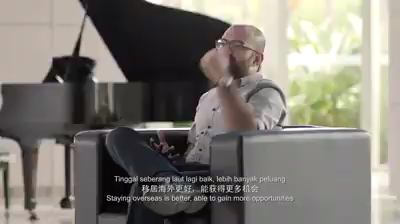 Tinggal seberang laut lagi baik, lebih banyak peluang
移居海外更好，能获得更多机会
Staying overseas is better, able to gain more opportunities